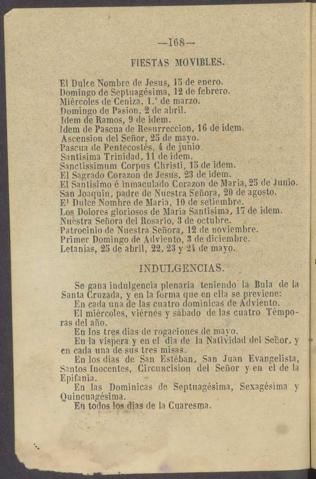 —168—
FIESTAS MOVIBLES.
El Dulce Nombre de Jesus, 15 de enero.
Domingo de Septuagésima, 12 de febrero.
Miércoles de Ceniza, 1.º de marzo.
Domingo de Pasion, 2 de abril.
Idem de Ramos, 9 de idem.
Idem de Pascua de Resurreccion, 16 de idem.
Ascension del Señor, 25 de mayo.
Pascua de Pentecostés, 4 de junio
Santísima Trinidad, 11 de idem.
Sanctissimum Corpus Christi, 15 de idem.
El Sagrado Corazon de Jesus, 23 de idem.
El Santísimo é inmaculado Corazon de Maria, 25 de Junio.
San Joaquin, padre de Nuestra Señora, 20 de agosto.
El Dulce Nombre de Maria, 10 de setiembre.
Los Dolores gloriosos de Maria Santísima, 17 de idem.
Nuestra Señora del Rosario, 3 de octubre.
Patrocinio de Nuestra Señora, 12 de noviembre.
Primer Domingo de Adviento, 3 de diciembre.
Letanias, 25 de abril, 22, 23 y 24 de mayo.
INDULGENCIAS.
Se gana indulgencia plenaria teniendo la Bula de la
Santa Cruzada, y en la forma que en ella se previene:
En cada una de las cuatro dominicas de Adviento.
El miércoles, viérnes y sábado de las cuatro Témpo-
ras del año.
En los tres dias de rogaciones de mayo.
En la víspera y en el dia de la Natividad del Señor, y
en cada una de sus tres misas.
En los dias de San Estéban, San Juan Evangelista,
Santos Inocentes, Circuncision del Señor y en el de la
Epifanía.
En las Dominicas de Septuagésima, Sexagésima y
Quincuagésima.
En todos los dias de la Cuaresma.